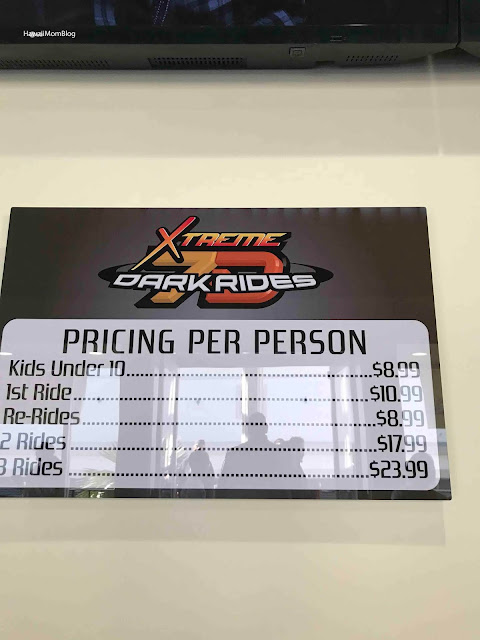 HawaiiMomBlog
XTREME
7D
DARK RIDES
PRICING PER PERSON
Kids Under 10..............................................$8.99
1st Ride..........................................................$10.99
Re-Rides........................................................$8.99
2 Rides ..........................................................$17.99
3 Rides ..........................................................$23.99